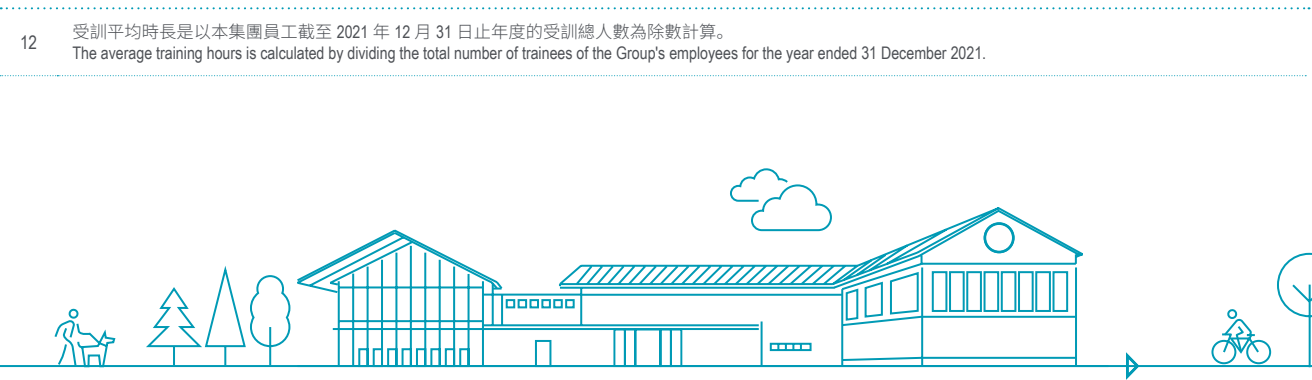 12
受訓平均時長是以本集團員工截至 2021 年 12 月 31 日止年度的受訓總人數為除數計算。
The average training hours is calculated by dividing the total number of trainees of the Group's employees for the year ended 31 December 2021.